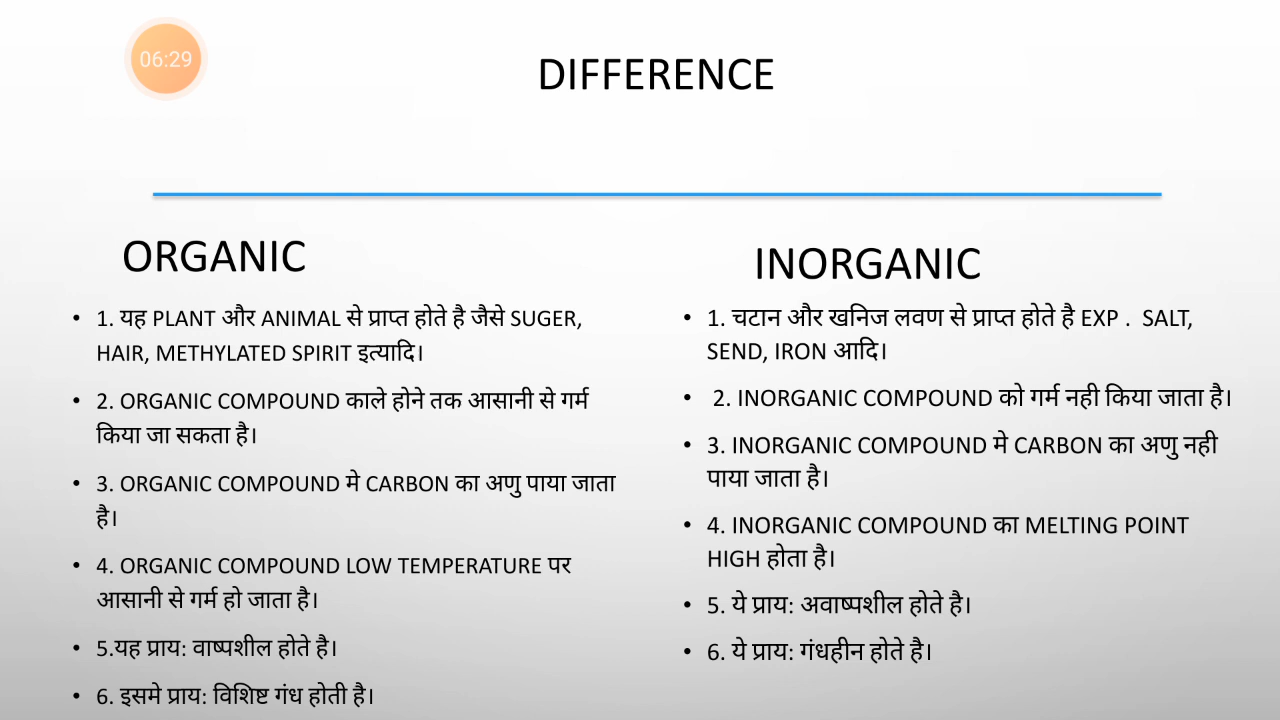 06:29
DIFFERENCE
ORGANIC
• 1. यह PLANT और ANIMAL से प्राप्त होते है जैसे SUGER,
HAIR, METHYLATED SPIRIT इत्यादि।
• 2. ORGANIC COMPOUND काले होने तक आसानी से गर्म
किया जा सकता है।
• 3. ORGANIC COMPOUND मे CARBON का अणु पाया जाता
है।
• 4. ORGANIC COMPOUND LOW TEMPERATURE पर
आसानी से गर्म हो जाता है।
• 5.यह प्राय: वाष्पशील होते है।
• 6. इसमे प्राय: विशिष्ट गंध होती है।
INORGANIC
• 1. चटान और खनिज लवण से प्राप्त होते है EXP . SALT,
SEND, IRON आदि।
• 2. INORGANIC COMPOUND को गर्म नही किया जाता है।
• 3. INORGANIC COMPOUND मे CARBON का अणु नही
पाया जाता है।
• 4. INORGANIC COMPOUND का MELTING POINT
HIGH होता है।
• 5. ये प्राय: अवाष्पशील होते है।
• 6. ये प्राय: गंधहीन होते है।